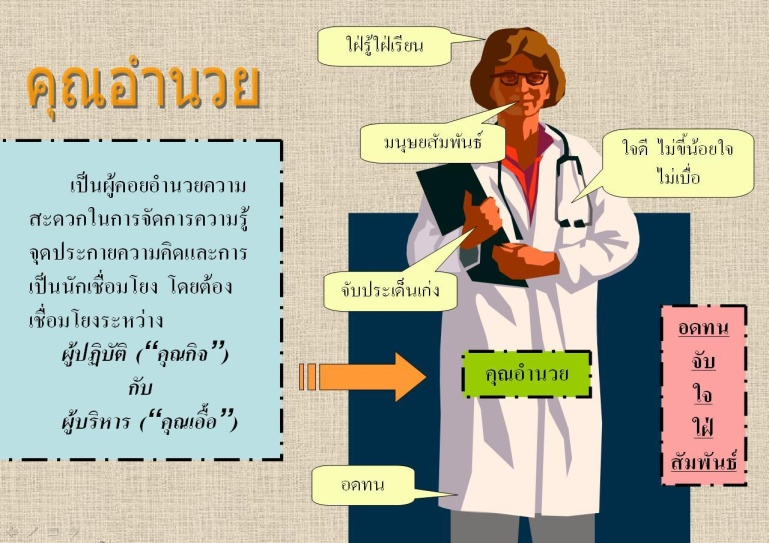 คุณอำนวย
เป็นผู้คอยอำนวยความ
สะดวกในการจัดการความรู้
จุดประกายความคิดและการ
เป็นนักเชื่อมโยง โดยต้อง
เชื่อมโยงระหว่าง
ผู้ปฏิบัติ (“คุณกิจ”)
กับ
ผู้บริหาร (“คุณเอื้อ”)
ใฝ่รู้ใฝ่เรียน
มนุษยสัมพันธ์
ใจดี ไม่ขี้น้อยใจ
ไม่เบื่อ
จับประเด็นเก่ง
คุณอำนวย
อดทน
อดทน
จับ
ใจ
ใฝ่
สัมพันธ์